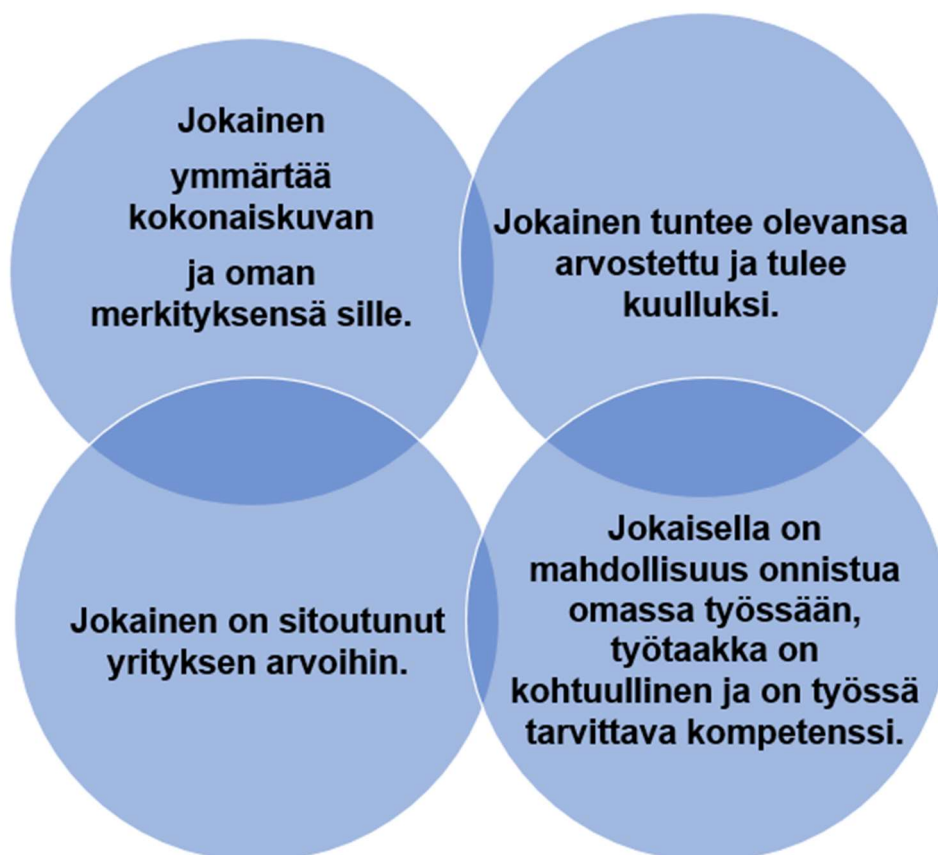 Jokainen
ymmärtää
kokonaiskuvan
ja oman
merkityksensä sille.
Jokainen tuntee olevansa
arvostettu ja tulee
kuulluksi.
Jokainen on sitoutunut
yrityksen arvoihin.
Jokaisella on
mahdollisuus onnistua
omassa työssään,
työtaakka on
kohtuullinen ja on työssä
tarvittava kompetenssi.